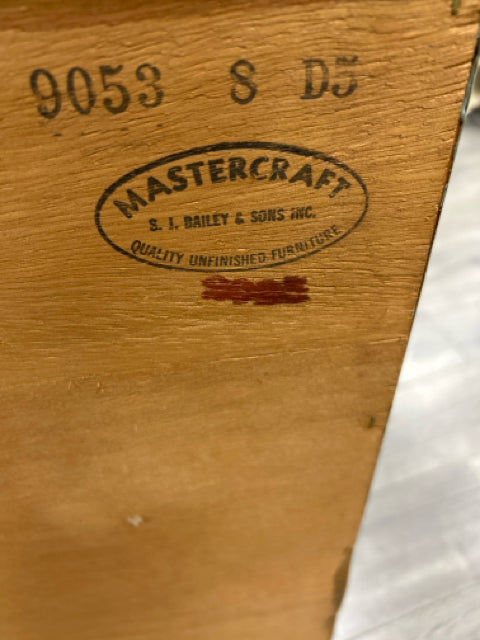 9053 S D5
MASTERCRAFT
S. J. BAILEY & SONS INC.
QUALITY UNFINISHED FURNITURE